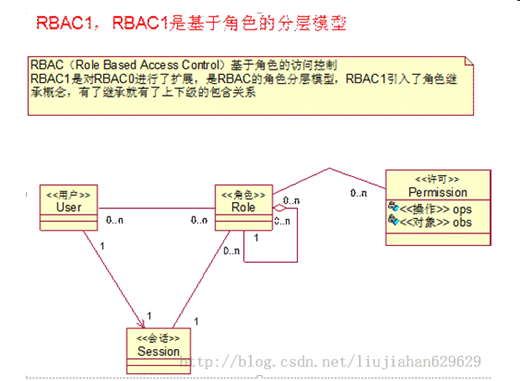 RBAC1，RBAC1是基于角色的分层模型
RBAC（Role Based Access Control）基于角色的访问控制
RBAC1是对RBAC0进行了扩展，是RBAC的角色分层模型，RBAC1引入了角色继
承概念，有了继承就有了上下级的包含关系
<<用户>>
User
0..n
0..n
<<角色>>
Role
0..n
0..n
<<许可>>
Permission
<<操作>> ops
<<对象>> obs
0..n
1
0..n
1
1
1
<<会话>>
Session
http://blog.csdn.net/liujiahan629629